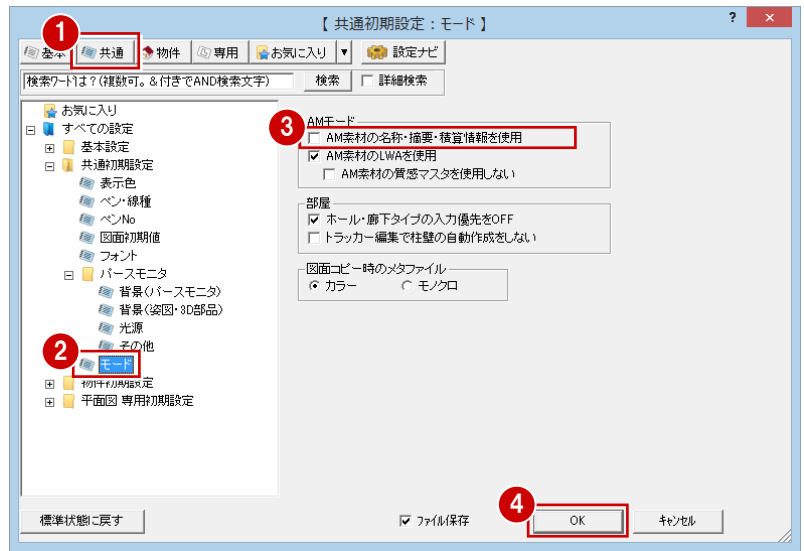 【 共通初期設定：モード 】
? ×
1
基本 共通 物件 専用 お気に入り ▼ 設定ナビ
検索ワードは？(複数可。＆付きでAND検索文字) 検索 詳細検索
お気に入り
すべての設定
基本設定
共通初期設定
表示色
ペン・線種
ペンNo
図面初期値
フォント
パースモニタ
背景(パースモニタ)
背景(姿図・3D部品)
光源
その他
2
モード
物件初期設定
平面図 専用初期設定
AMモード
3
AM素材の名称・摘要・積算情報を使用
AM素材のLWAを使用
AM素材の質感マスタを使用しない
部屋
ホール・廊下タイプの入力優先をOFF
トラッカー編集で柱壁の自動作成をしない
図面コピー時のメタファイル
カラー モノクロ
4
標準状態に戻す ファイル保存 OK キャンセル